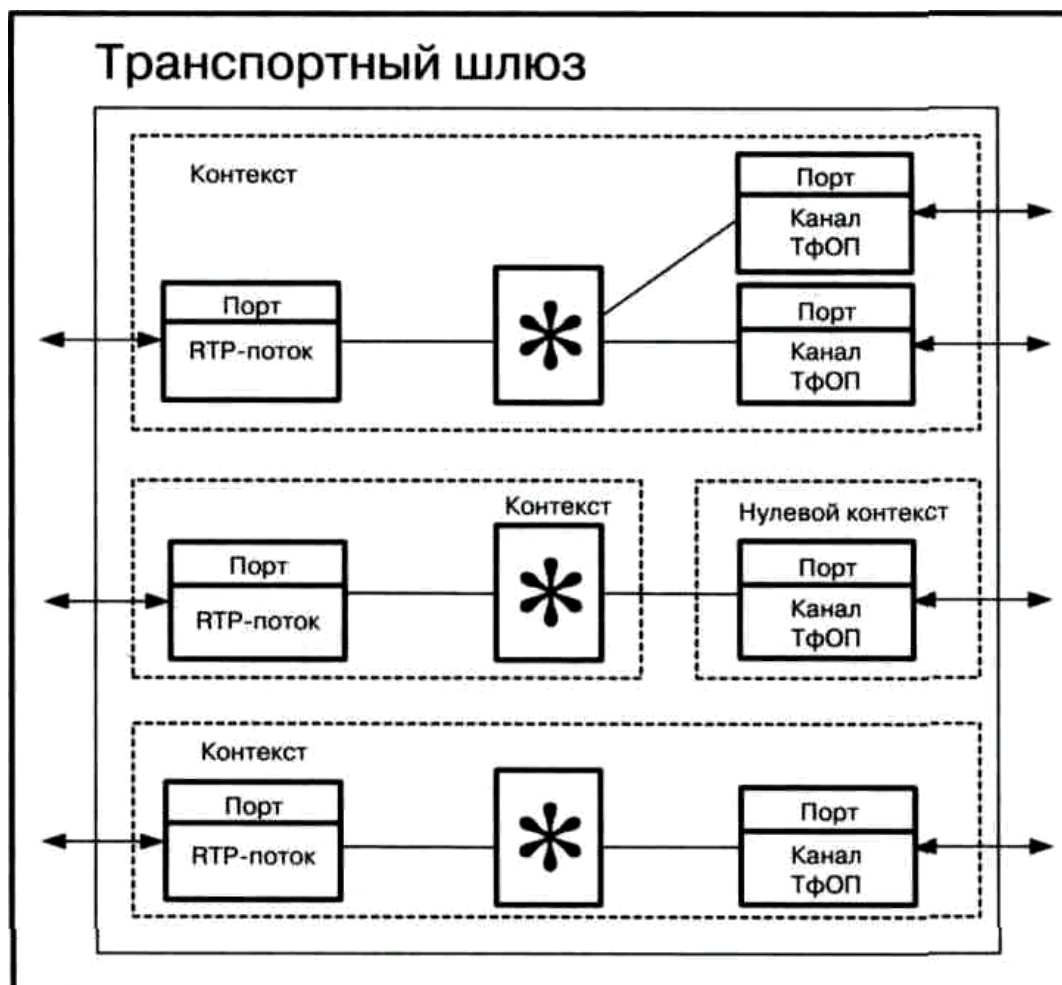 Транспортный шлюз
Контекст
Порт
Канал
ТфОП
Порт
RTP-поток
*
Порт
Канал
ТфОП
Контекст
Порт
RTP-поток
*
Нулевой контекст
Порт
Канал
ТфОП
Контекст
Порт
RTP-поток
*
Порт
Канал
ТфОП